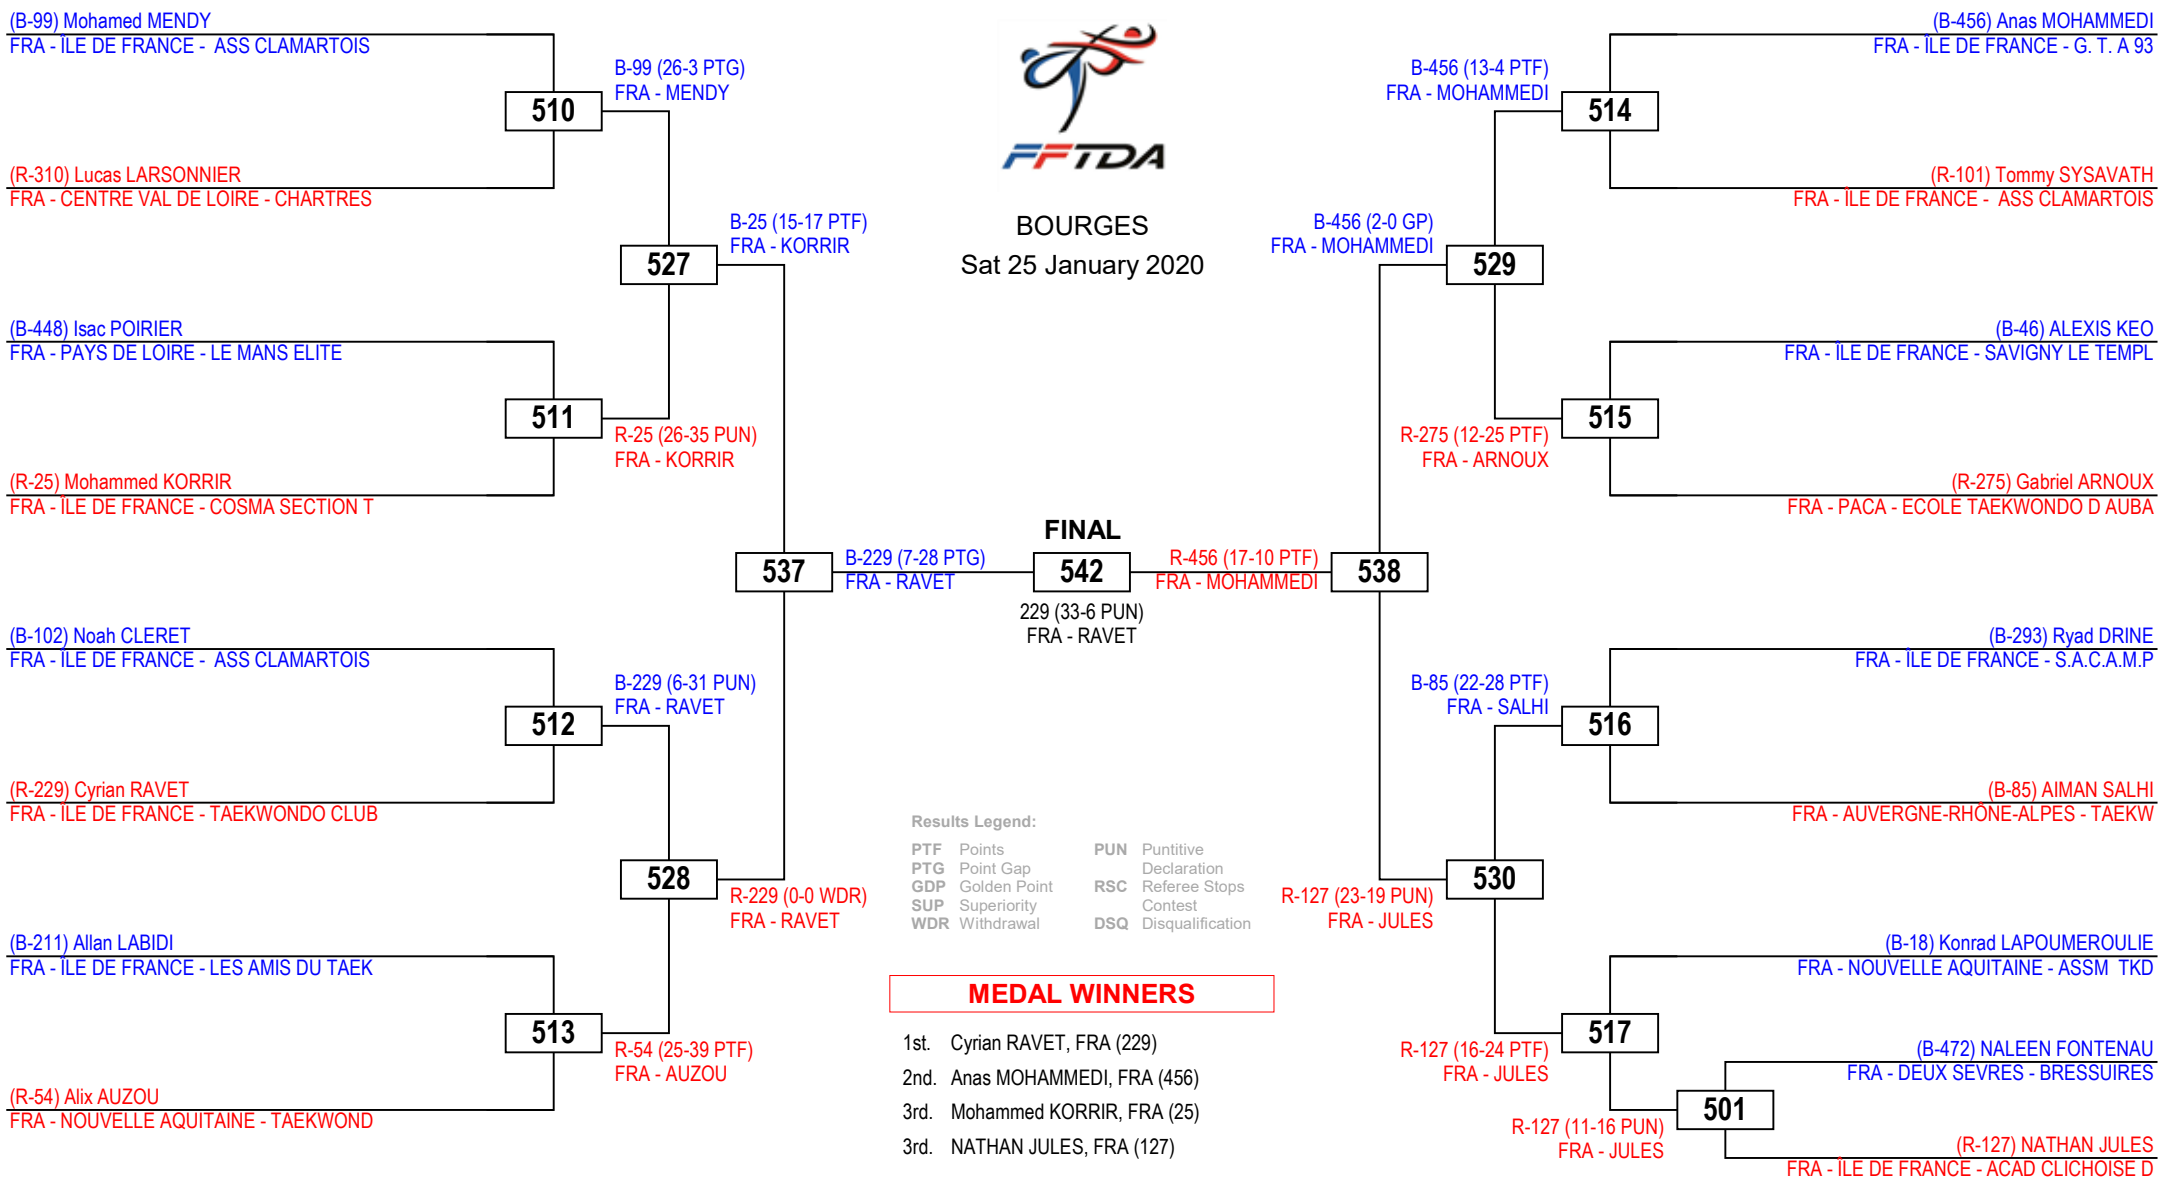 (B-99) Mohamed MENDY
FRA - ÎLE DE FRANCE - ASS CLAMARTOIS
B-99 (26-3 PTG)
FRA - MENDY
510
(R-310) Lucas LARSONNIER
FRA - CENTRE VAL DE LOIRE - CHARTRES
B-25 (15-17 PTF)
FRA - KORRIR
527
(B-448) Isac POIRIER
FRA - PAYS DE LOIRE - LE MANS ELITE
511
R-25 (26-35 PUN)
FRA - KORRIR
(R-25) Mohammed KORRIR
FRA - ÎLE DE FRANCE - COSMA SECTION T
537
B-229 (7-28 PTG)
FRA - RAVET
(B-102) Noah CLERET
FRA - ÎLE DE FRANCE - ASS CLAMARTOIS
B-229 (6-31 PUN)
FRA - RAVET
512
(R-229) Cyrian RAVET
FRA - ÎLE DE FRANCE - TAEKWONDO CLUB
528
R-229 (0-0 WDR)
FRA - RAVET
(B-211) Allan LABIDI
FRA - ÎLE DE FRANCE - LES AMIS DU TAEK
513
R-54 (25-39 PTF)
FRA - AUZOU
(R-54) Alix AUZOU
FRA - NOUVELLE AQUITAINE - TAEKWOND
FFTDA
BOURGES
Sat 25 January 2020
FINAL
542
229 (33-6 PUN)
FRA - RAVET
Results Legend:
PTF Points
PTG Point Gap
GDP Golden Point
SUP Superiority
WDR Withdrawal
PUN Puntitive
Declaration
RSC Referee Stops
Contest
DSQ Disqualification
MEDAL WINNERS
1st. Cyrian RAVET, FRA (229)
2nd. Anas MOHAMMEDI, FRA (456)
3rd. Mohammed KORRIR, FRA (25)
3rd. NATHAN JULES, FRA (127)
(B-456) Anas MOHAMMEDI
FRA - ÎLE DE FRANCE - G. T. A 93
B-456 (13-4 PTF)
FRA - MOHAMMEDI
514
(R-101) Tommy SYSAVATH
FRA - ÎLE DE FRANCE - ASS CLAMARTOIS
B-456 (2-0 GP)
FRA - MOHAMMEDI
529
(B-46) ALEXIS KEO
FRA - ÎLE DE FRANCE - SAVIGNY LE TEMPL
515
R-275 (12-25 PTF)
FRA - ARNOUX
(R-275) Gabriel ARNOUX
FRA - PACA - ECOLE TAEKWONDO D AUBA
R-456 (17-10 PTF)
FRA - MOHAMMEDI
538
(B-293) Ryad DRINE
FRA - ÎLE DE FRANCE - S.A.C.A.M.P
B-85 (22-28 PTF)
FRA - SALHI
516
(B-85) AIMAN SALHI
FRA - AUVERGNE-RHÔNE-ALPES - TAEKW
530
R-127 (23-19 PUN)
FRA - JULES
(B-18) Konrad LAPOUMEROULIE
FRA - NOUVELLE AQUITAINE - ASSM TKD
517
R-127 (16-24 PTF)
FRA - JULES
(B-472) NALEEN FONTENAU
FRA - DEUX SEVRES - BRESSUIRES
501
R-127 (11-16 PUN)
FRA - JULES
(R-127) NATHAN JULES
FRA - ÎLE DE FRANCE - ACAD CLICHOISE D